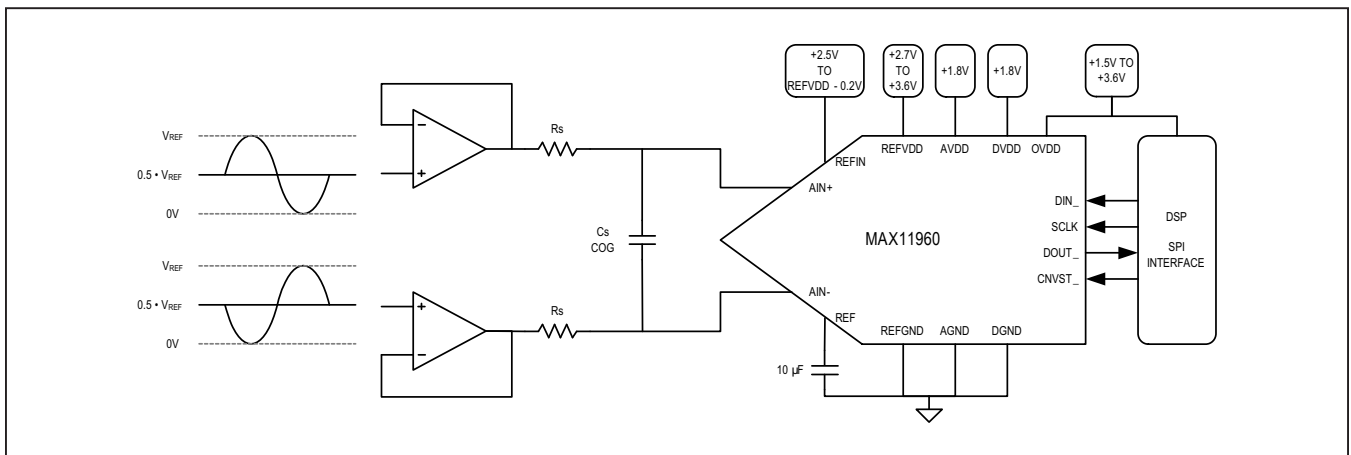 VREF
0.5 • VREF
0V
VREF
0.5 • VREF
0V
-
+
+
-
Rs
Rs
Cs
COG
+2.5V
TO
REFVDD - 0.2V
+2.7V
TO
+3.6V
+1.8V
+1.8V
+1.5V TO
+3.6V
REFIN
REFVDD
AVDD
DVDD
OVDD
AIN+
MAX11960
AIN-
REF
REFGND
AGND
DGND
10 µF
DIN_
SCLK
DOUT_
CNVST_
DSP
SPI
INTERFACE